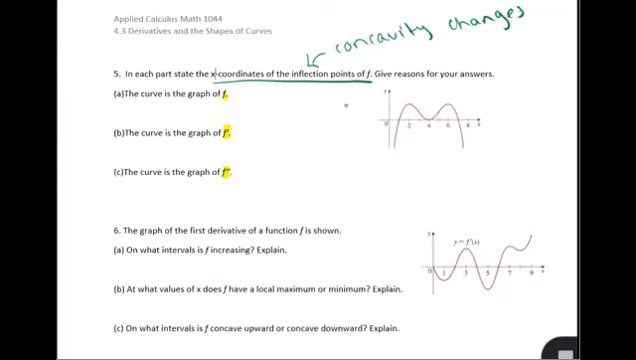 Applied Calculus Math 1044
4.3 Derivatives and the Shapes of Curves
concavity changes
5. In each part state the x-coordinates of the inflection points of f. Give reasons for your answers.
(a)The curve is the graph of f.
y
0 2 4 6 8 x
(b)The curve is the graph of f'.
(c)The curve is the graph of f''.
6. The graph of the first derivative of a function f is shown.
y
y = f'(x)
(a) On what intervals is f increasing? Explain.
0 1 3 5 7 9 x
(b) At what values of x does f have a local maximum or minimum? Explain.
(c) On what intervals is f concave upward or concave downward? Explain.